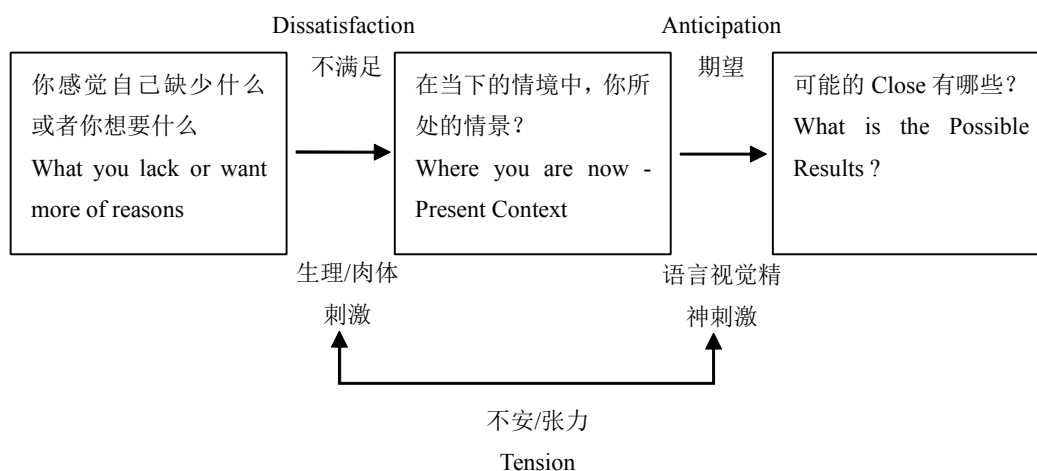 Dissatisfaction
不满足
Anticipation
期望
你感觉自己缺少什么
或者你想要什么
What you lack or want
more of reasons
在当下的情境中，你所
处的情景？
Where you are now -
Present Context
可能的 Close 有哪些？
What is the Possible
Results ?
生理/肉体
刺激
语言视觉精
神刺激
不安/张力
Tension